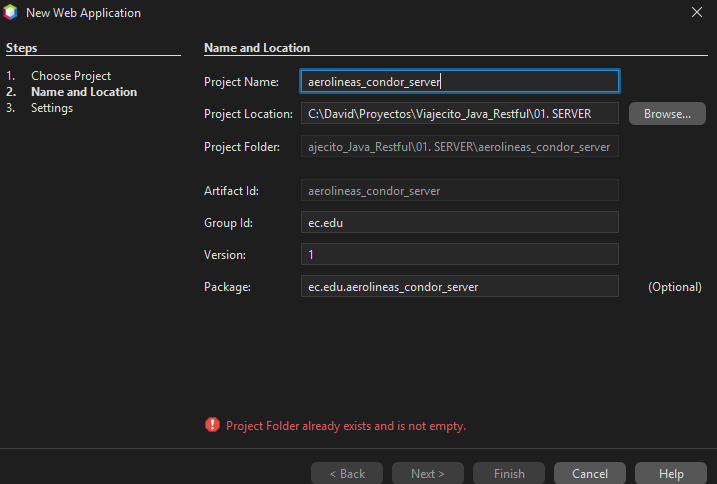 New Web Application
Steps
1. Choose Project
2. Name and Location
3. Settings
Name and Location
Project Name: aerolineas_condor_server
Project Location: C:\David\Proyectos\Viajecito_Java_Restful\01. SERVER Browse...
Project Folder: ajecito_Java_Restful\01. SERVER\aerolineas_condor_server
Artifact Id: aerolineas_condor_server
Group Id: ec.edu
Version: 1
Package: ec.edu.aerolineas_condor_server (Optional)
Project Folder already exists and is not empty.
< Back Next > Finish Cancel Help